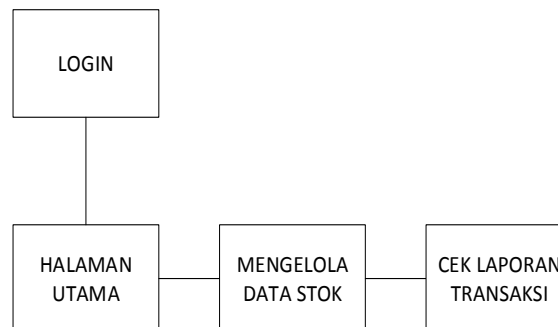 LOGIN
HALAMAN
UTAMA
MENGELOLA
DATA STOK
CEK LAPORAN
TRANSAKSI